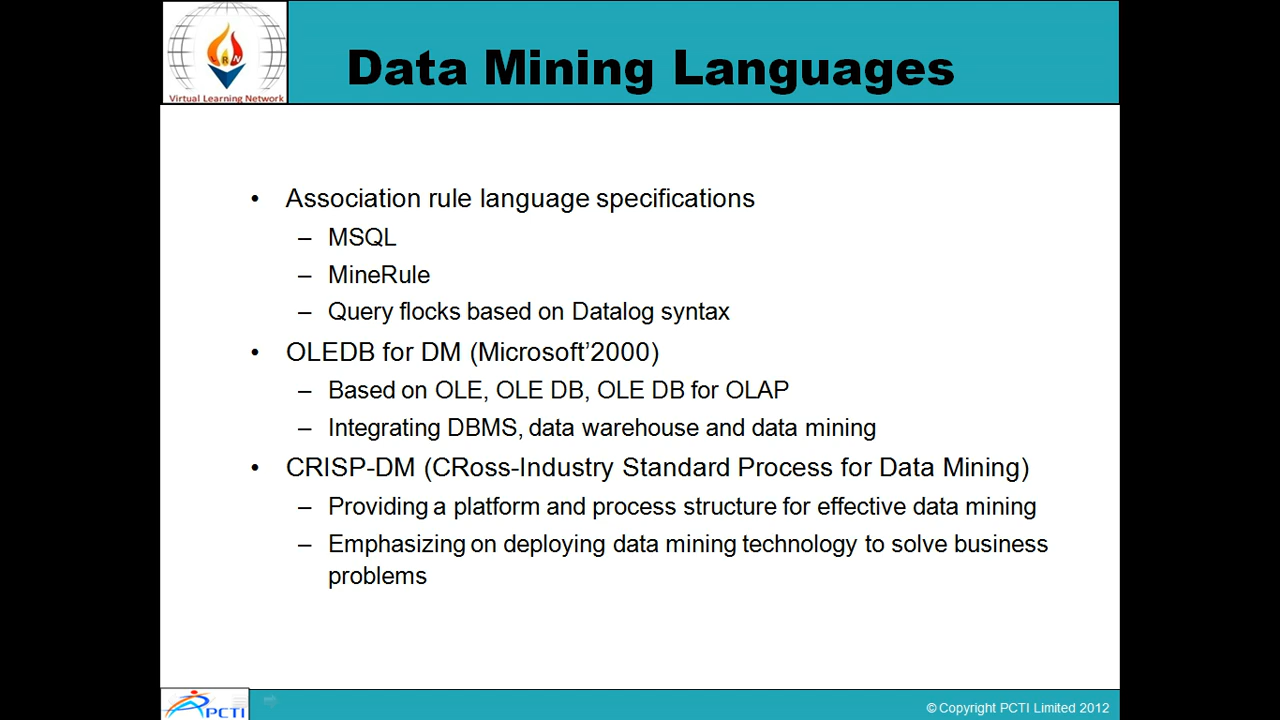 Data Mining Languages
LRN
Virtual Learning Network
• Association rule language specifications
– MSQL
– MineRule
– Query flocks based on Datalog syntax
• OLEDB for DM (Microsoft’2000)
– Based on OLE, OLE DB, OLE DB for OLAP
– Integrating DBMS, data warehouse and data mining
• CRISP-DM (CRoss-Industry Standard Process for Data Mining)
– Providing a platform and process structure for effective data mining
– Emphasizing on deploying data mining technology to solve business
problems
PCTI
© Copyright PCTI Limited 2012